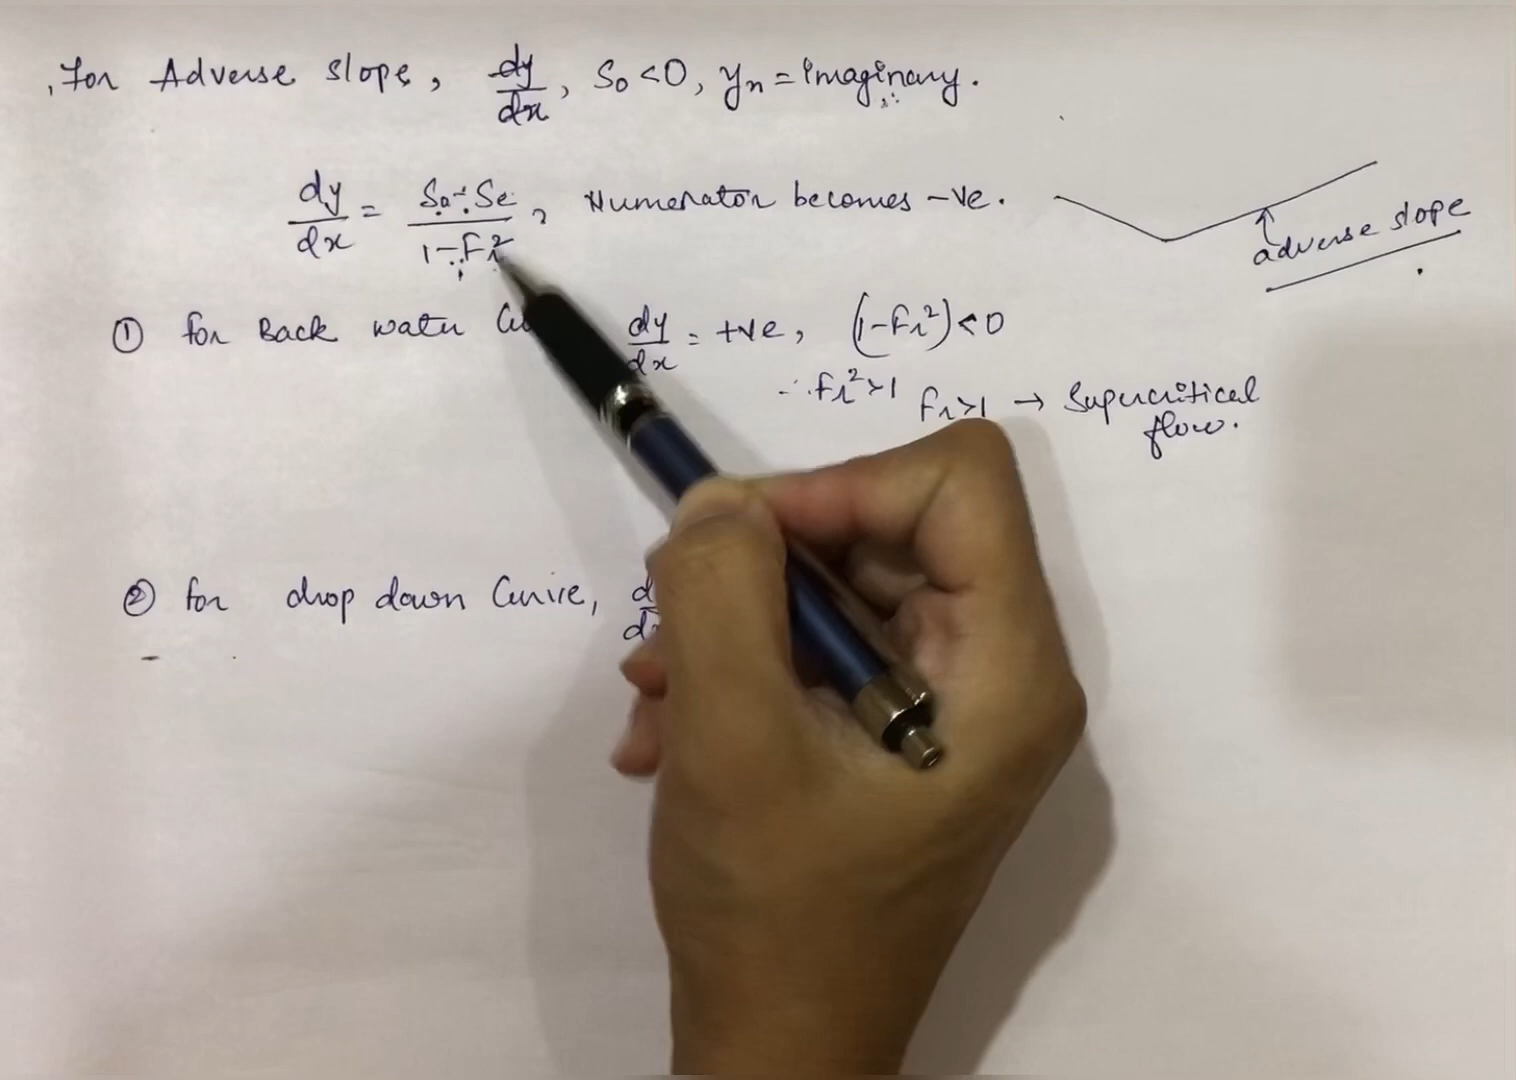 For Adverse slope, dy/dx, So<0, yn = imaginary.
dy/dx = So-Se/1-Fr², Numerator becomes -ve.
adverse slope
① for Back water dy/dx = +ve, (1-Fr²)<0
∴ Fr²>1 Fr>1 → Supercritical
flow.
② for drop down Curve,